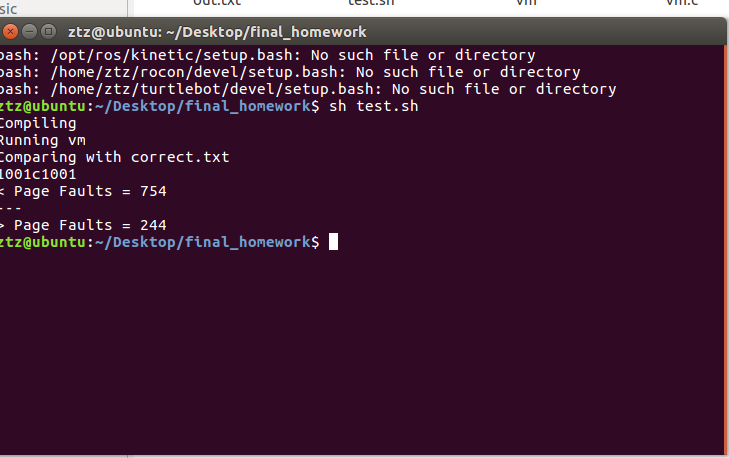 sic
out.txt test.sh vm vm.c
ztz@ubuntu: ~/Desktop/final_homework
bash: /opt/ros/kinetic/setup.bash: No such file or directory
bash: /home/ztz/rocon/devel/setup.bash: No such file or directory
bash: /home/ztz/turtlebot/devel/setup.bash: No such file or directory
ztz@ubuntu:~/Desktop/final_homework$ sh test.sh
Compiling
Running vm
Comparing with correct.txt
1001c1001
< Page Faults = 754
---
> Page Faults = 244
ztz@ubuntu:~/Desktop/final_homework$